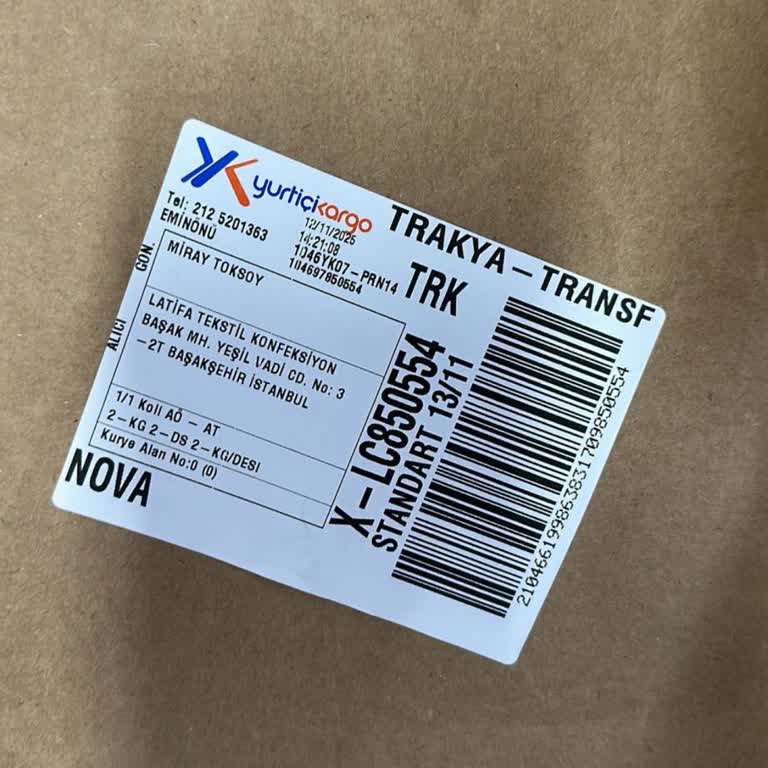 yurtiçikargo
Tel: 212 5201363
EMİNÖNÜ
12/11/2025
14:21:08
1046YK07-PRN14
104697850554
TRAKYA-TRANSF
TRK
GÖN.
MİRAY TOKSOY
ALICI
LATİFA TEKSTİL KONFEKSİYON
BAŞAK MH. YEŞİL VADİ CD. No: 3
-2T BAŞAKŞEHİR İSTANBUL
1/1 Koli AÖ - AT
2-KG 2-DS 2-KG/DESI
Kurye Alan No:0 (0)
NOVA
X-LC850554
STANDART 13/11
210466199863831709850554